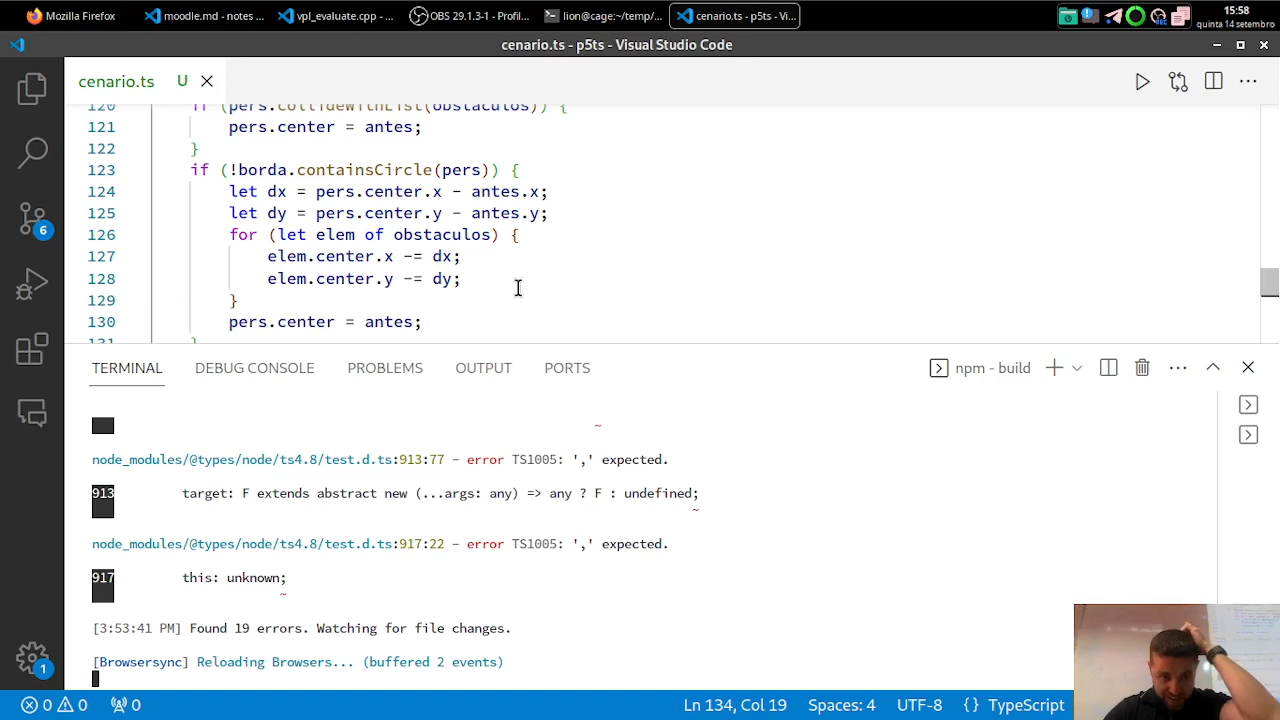 Mozilla Firefox
moodle.md - notes ...
vpl_evaluate.cpp - ...
OBS 29.1.3-1 - Profil...
lion@cage:~/temp/...
cenario.ts - p5ts - Vi...
15:58
quinta 14 setembro
cenario.ts - p5ts - Visual Studio Code
cenario.ts U
120 if (pers.collideWithList(obstaculos)) {
121 pers.center = antes;
122 }
123 if (!borda.containsCircle(pers)) {
124 let dx = pers.center.x - antes.x;
125 let dy = pers.center.y - antes.y;
126 for (let elem of obstaculos) {
127 elem.center.x -= dx;
128 elem.center.y -= dy;
129 }
130 pers.center = antes;
131 }
6
TERMINAL DEBUG CONSOLE PROBLEMS OUTPUT PORTS
npm - build
~
node_modules/@types/node/ts4.8/test.d.ts:913:77 - error TS1005: ',' expected.
913 target: F extends abstract new (...args: any) => any ? F : undefined;
~
node_modules/@types/node/ts4.8/test.d.ts:917:22 - error TS1005: ',' expected.
917 this: unknown;
~
[3:53:41 PM] Found 19 errors. Watching for file changes.
[Browsersync] Reloading Browsers... (buffered 2 events)
1
0 0 0
Ln 134, Col 19 Spaces: 4 UTF-8 {} TypeScript